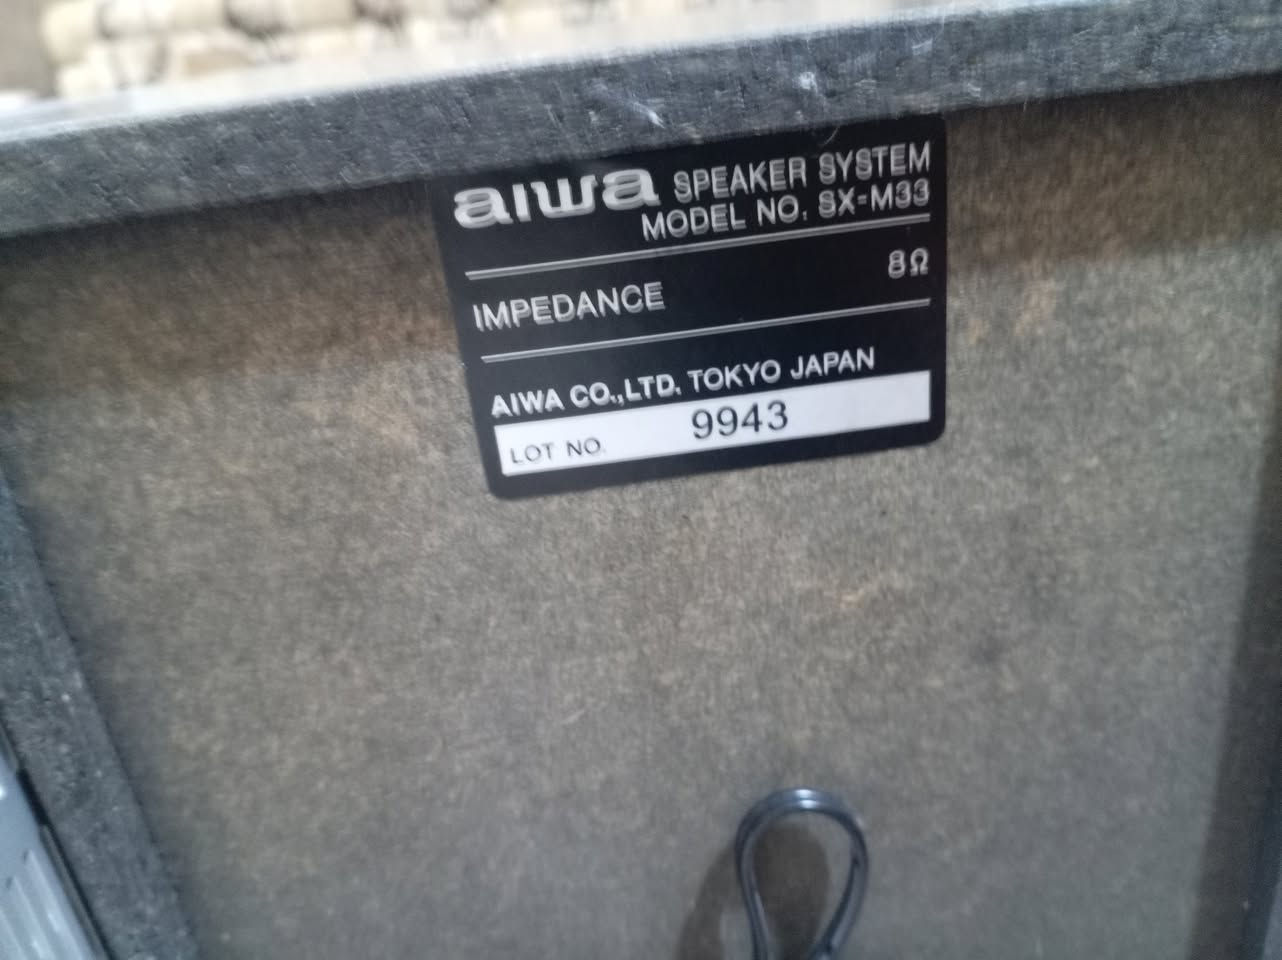 aiwa SPEAKER SYSTEM
MODEL NO. SX-M33
IMPEDANCE 8Ω
AIWA CO.,LTD. TOKYO JAPAN
LOT NO. 9943